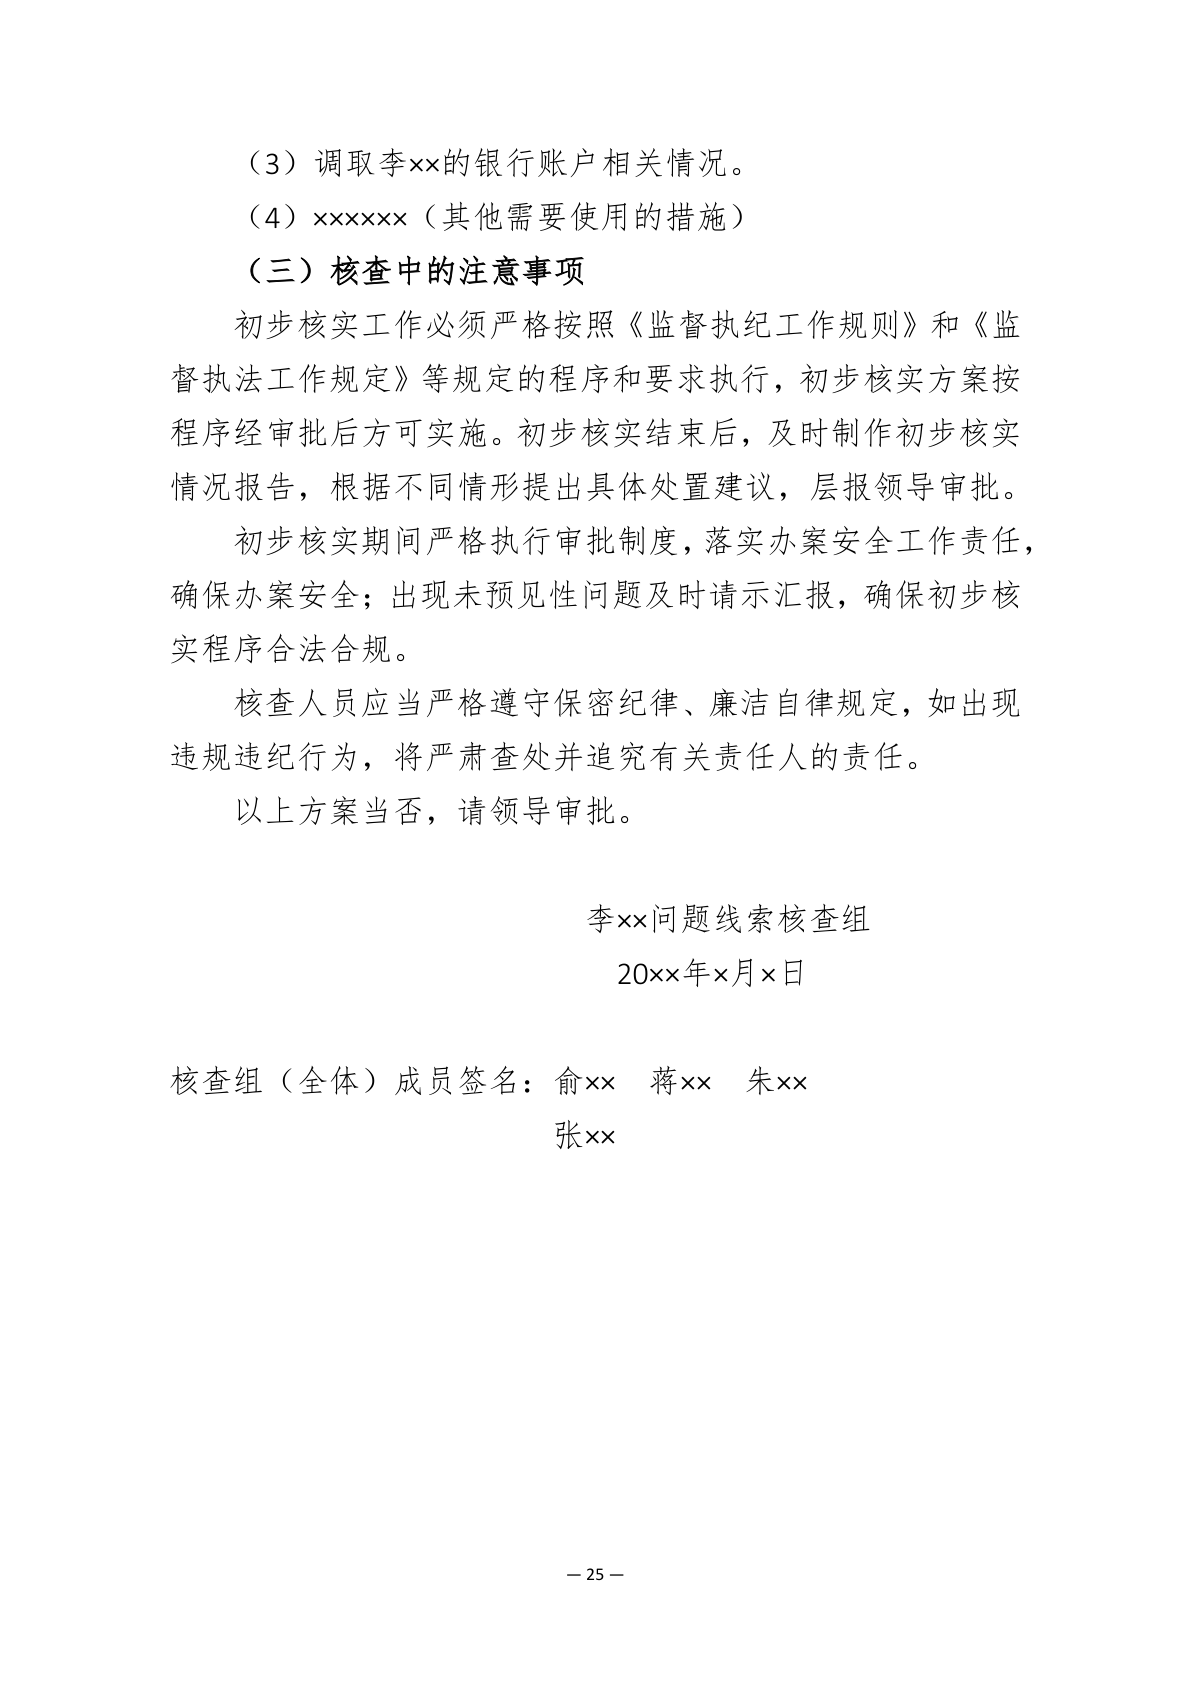 （3）调取李××的银行账户相关情况。
（4）××××××（其他需要使用的措施）
（三）核查中的注意事项
初步核实工作必须严格按照《监督执纪工作规则》和《监
督执法工作规定》等规定的程序和要求执行，初步核实方案按
程序经审批后方可实施。初步核实结束后，及时制作初步核实
情况报告，根据不同情形提出具体处置建议，层报领导审批。
初步核实期间严格执行审批制度，落实办案安全工作责任，
确保办案安全；出现未预见性问题及时请示汇报，确保初步核
实程序合法合规。
核查人员应当严格遵守保密纪律、廉洁自律规定，如出现
违规违纪行为，将严肃查处并追究有关责任人的责任。
以上方案当否，请领导审批。
李××问题线索核查组
20××年×月×日
核查组（全体）成员签名：俞×× 蒋×× 朱××
张××
— 25 —